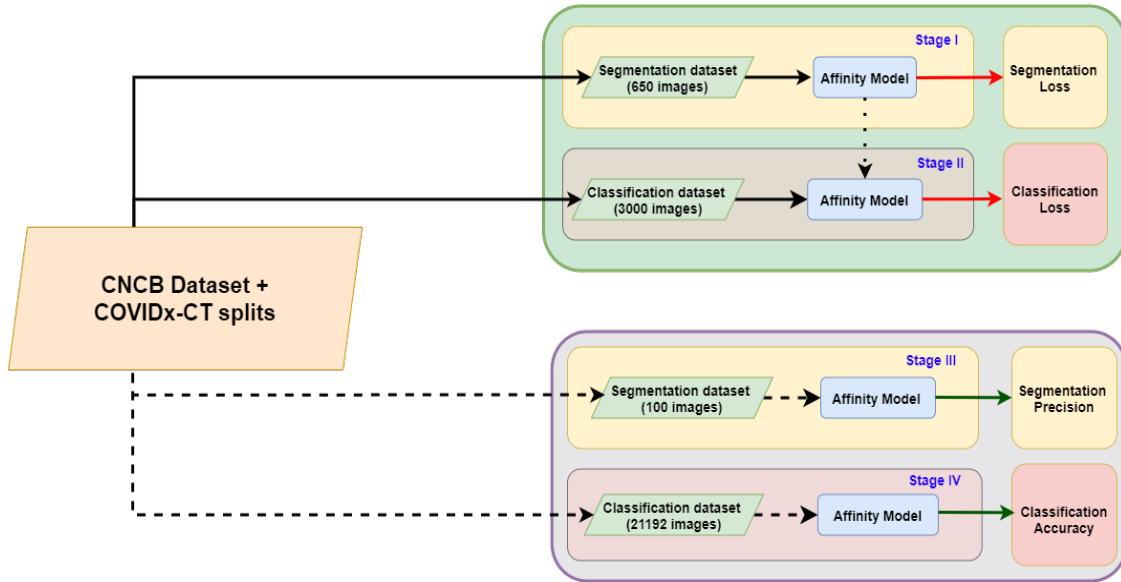 Stage I
Segmentation dataset
(650 images)
Affinity Model
Segmentation
Loss
Stage II
Classification dataset
(3000 images)
Affinity Model
Classification
Loss
CNCB Dataset +
COVIDx-CT splits
Stage III
Segmentation dataset
(100 images)
Affinity Model
Segmentation
Precision
Stage IV
Classification dataset
(21192 images)
Affinity Model
Classification
Accuracy